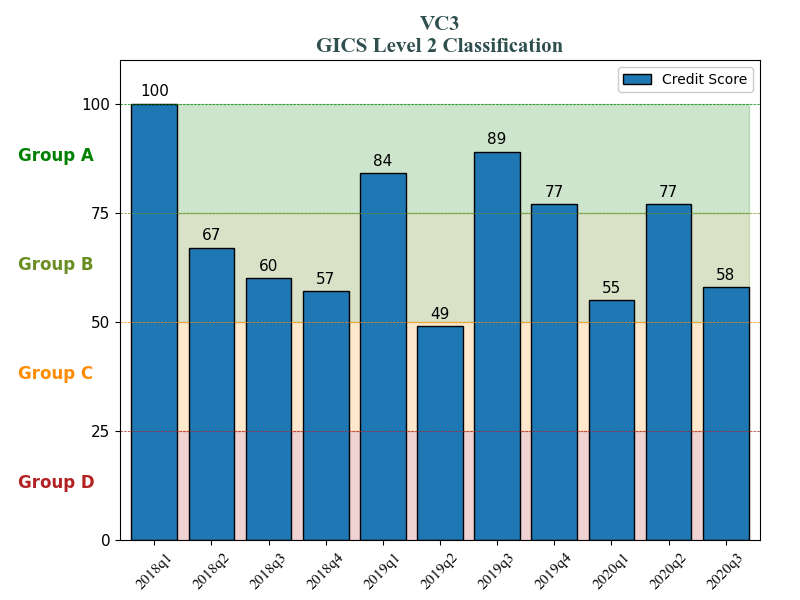 VC3
GICS Level 2 Classification
Credit Score
100
75
50
25
0
Group A
Group B
Group C
Group D
100
67
60
57
84
49
89
77
55
77
58
2018q1
2018q2
2018q3
2018q4
2019q1
2019q2
2019q3
2019q4
2020q1
2020q2
2020q3